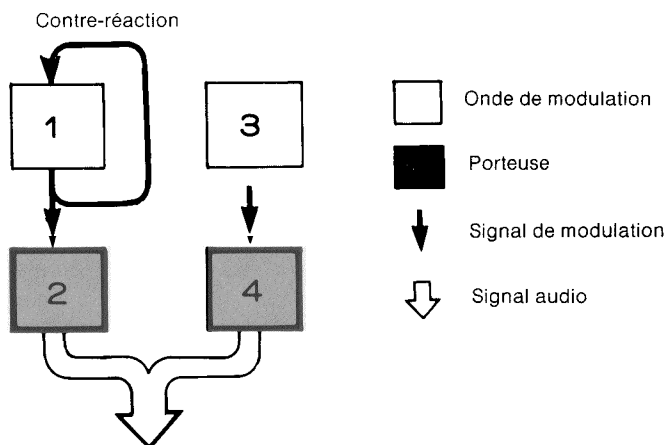 Contre-réaction
1
3
2
4
Onde de modulation
Porteuse
Signal de modulation
Signal audio